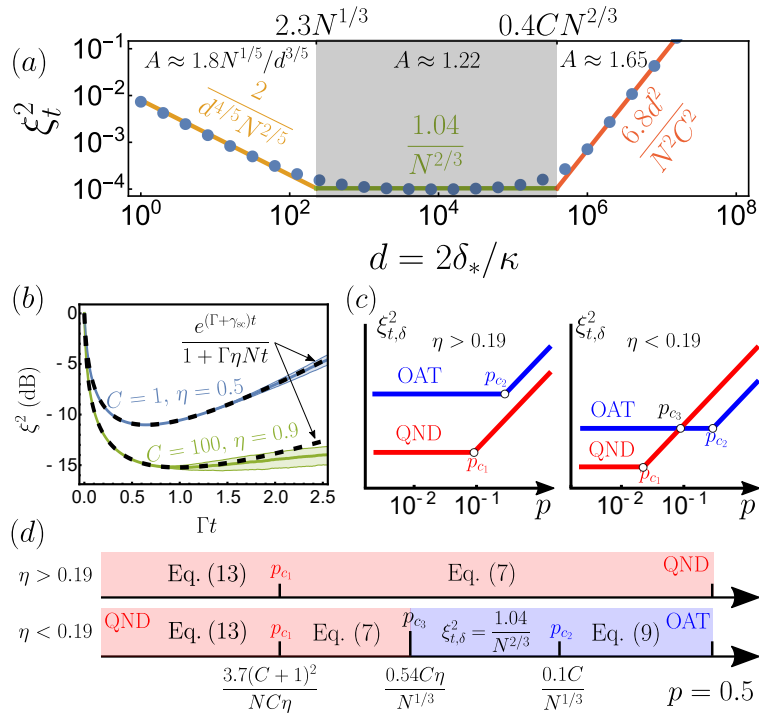 2.3N^{1/3} 0.4CN^{2/3}
(a)
10^{-1} 10^{-2} 10^{-3} 10^{-4}
ξ_t^2
A ≈ 1.8N^{1/5}/d^{3/5} A ≈ 1.22 A ≈ 1.65
2/(d^{4/5}N^{2/5}) 1.04/N^{2/3} 6.8d^2/(N^2C^2)
10^0 10^2 10^4 10^6 10^8
d = 2δ_*/κ
(b)
0 -5 -10 -15
ξ^2 (dB)
e^{(Γ+γ_{sc})t}/(1 + ΓηNt)
C = 1, η = 0.5
C = 100, η = 0.9
0.0 0.5 1.0 1.5 2.0 2.5
Γt
(c)
ξ_{t,δ}^2 η > 0.19
OAT p_{c_2}
QND
p_{c_1}
10^{-2} 10^{-1} p
ξ_{t,δ}^2 η < 0.19
OAT p_{c_3}
p_{c_2}
QND
p_{c_1}
10^{-2} 10^{-1} p
(d)
η > 0.19 Eq. (13) p_{c_1} Eq. (7) QND
η < 0.19 QND Eq. (13) p_{c_1} Eq. (7) p_{c_3} ξ_{t,δ}^2 = 1.04/N^{2/3} p_{c_2} Eq. (9) OAT
3.7(C + 1)^2/(NCη) 0.54Cη/N^{1/3} 0.1C/N^{1/3} p = 0.5